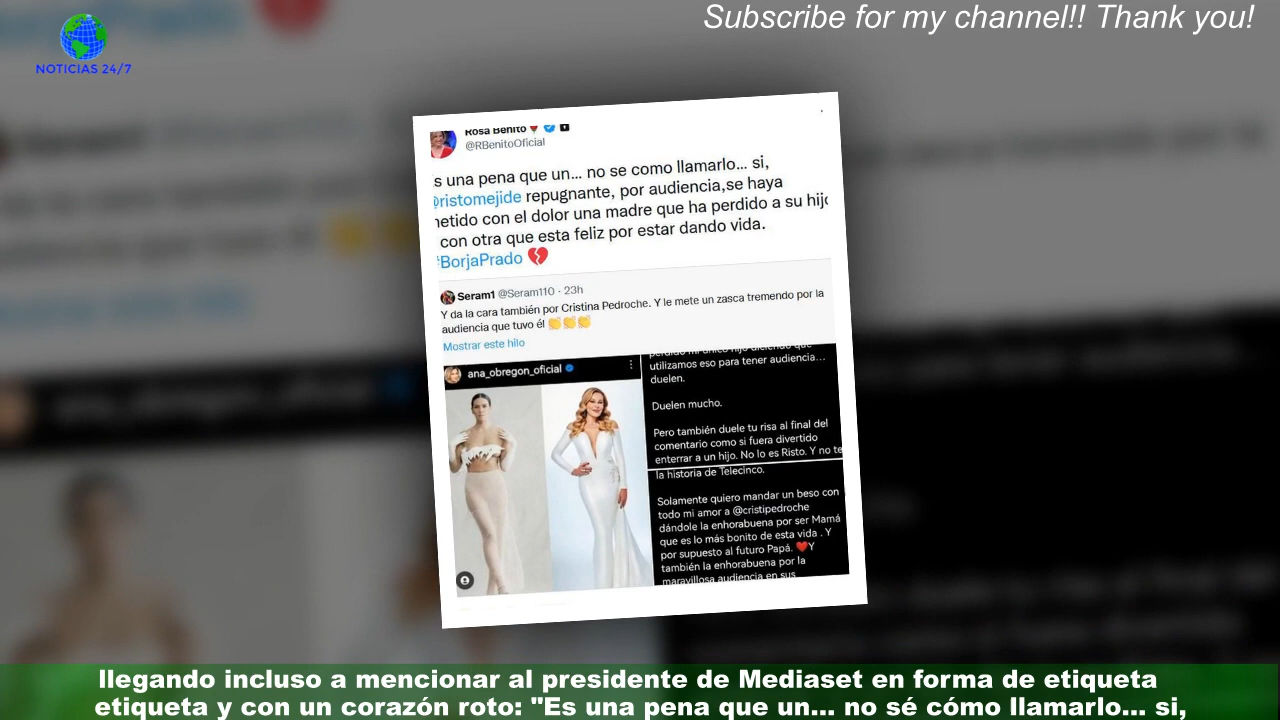 Subscribe for my channel!! Thank you!
NOTICIAS 24/7
Rosa Benito
@RBenitoOficial
s una pena que un... no se como llamarlo... si,
@ristomejide repugnante, por audiencia,se haya
etido con el dolor una madre que ha perdido a su hijo
con otra que esta feliz por estar dando vida.
#BorjaPrado 💔
Seram1 @Seram110 · 23h
Y da la cara también por Cristina Pedroche. Y le mete un zasca tremendo por la
audiencia que tuvo él 👏👏👏
Mostrar este hilo
ana_obregon_oficial
perdido mi único hijo diciendo que
utilizamos eso para tener audiencia...
duelen.
Duelen mucho.
Pero también duele tu risa al final del
comentario como si fuera divertido
enterrar a un hijo. No lo es Risto. Y no te
la historia de Telecinco.
Solamente quiero mandar un beso con
todo mi amor a @cristipedroche
dándole la enhorabuena por ser Mamá
que es lo más bonito de esta vida . Y
por supuesto al futuro Papá. ❤️Y
también la enhorabuena por la
maravillosa audiencia en sus
llegando incluso a mencionar al presidente de Mediaset en forma de etiqueta
etiqueta y con un corazón roto: "Es una pena que un... no sé cómo llamarlo... si,